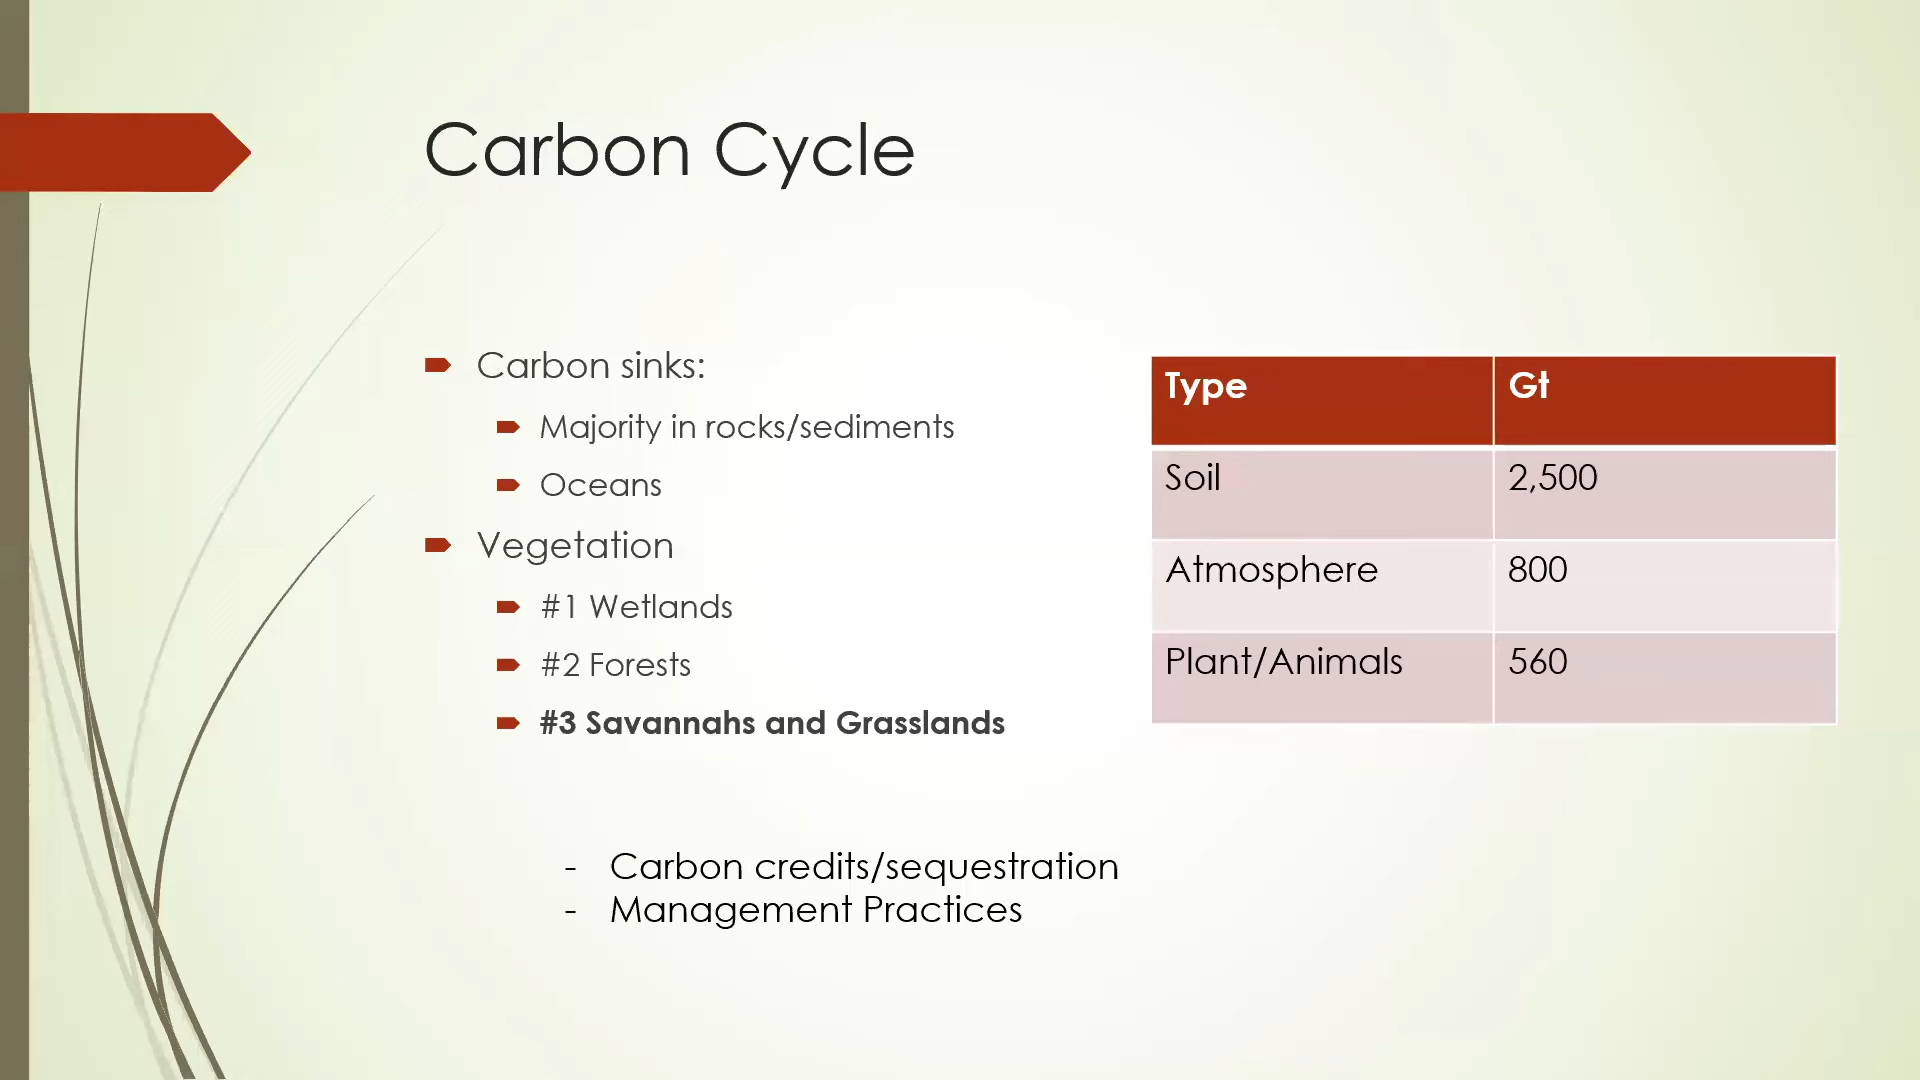 Carbon Cycle
Carbon sinks:
Majority in rocks/sediments
Oceans
Vegetation
#1 Wetlands
#2 Forests
#3 Savannahs and Grasslands
- Carbon credits/sequestration
- Management Practices
Type Gt
Soil 2,500
Atmosphere 800
Plant/Animals 560